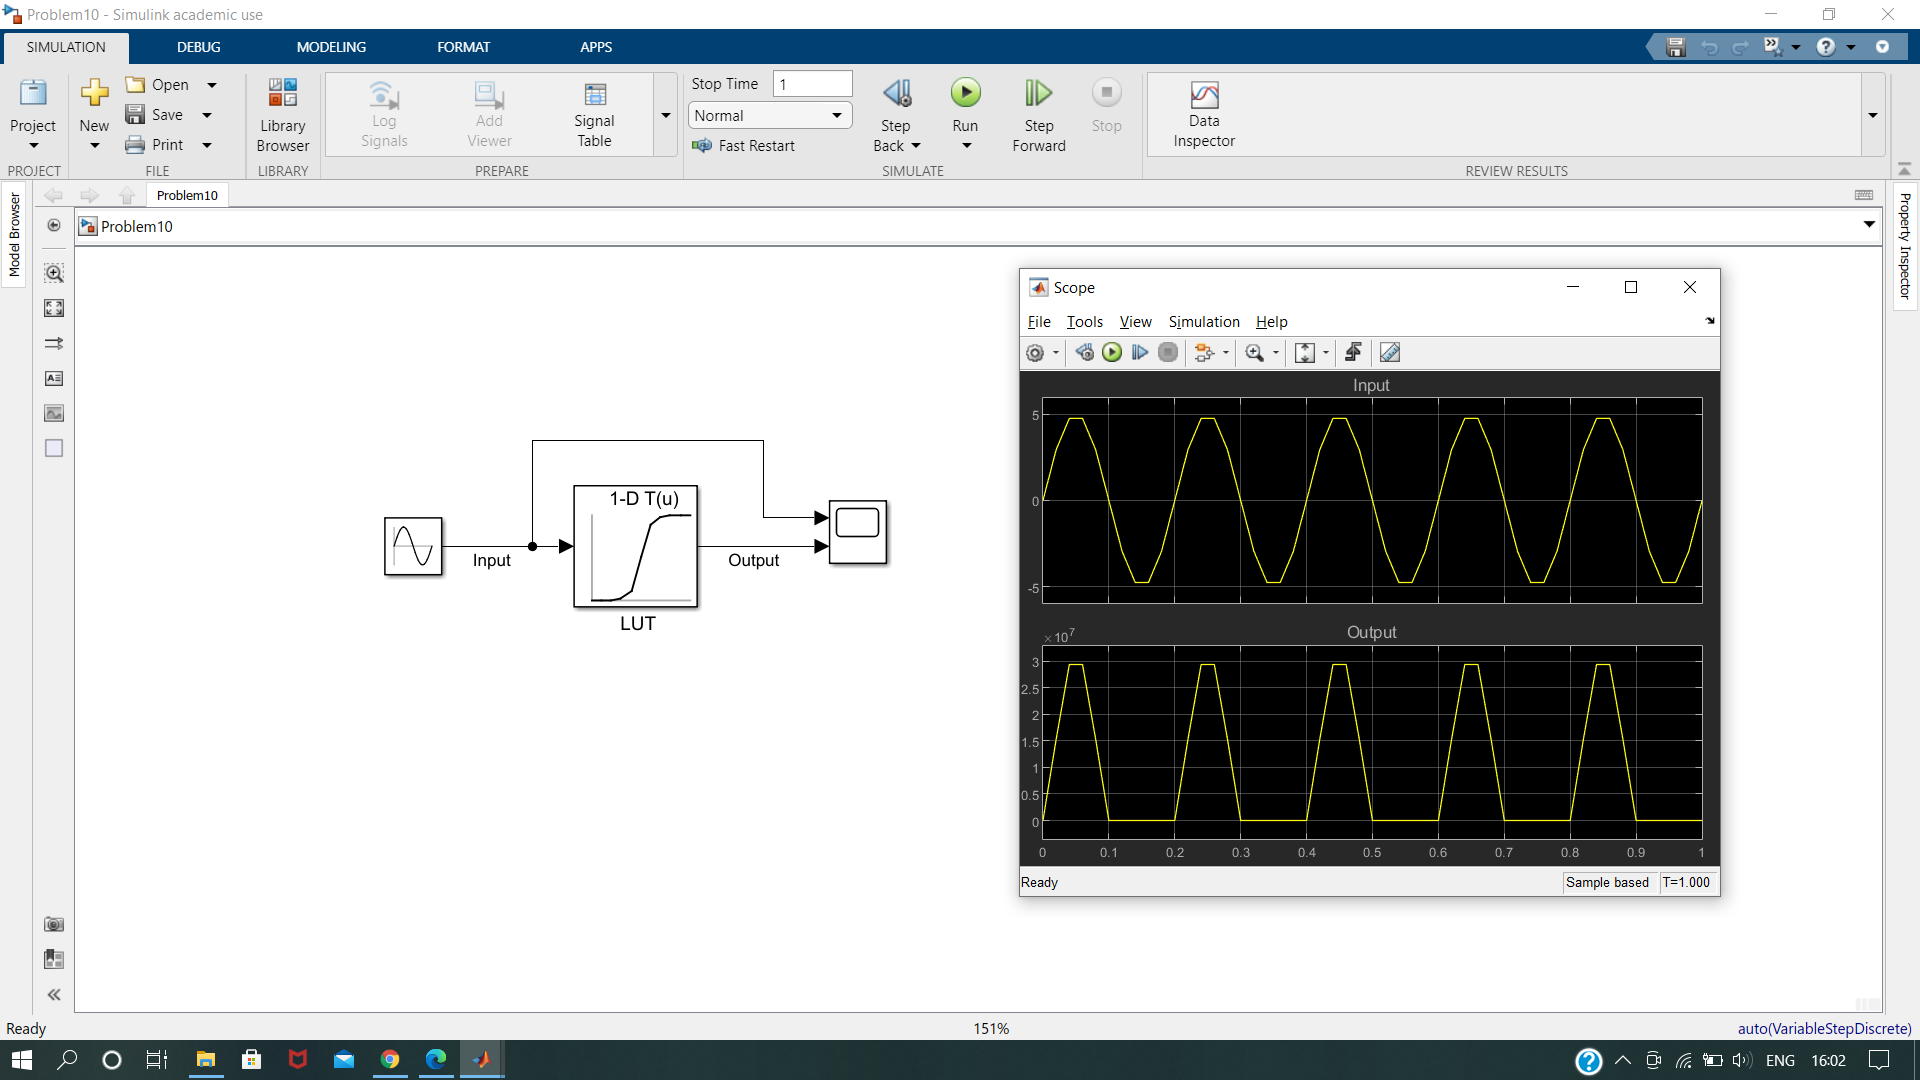 Problem10 - Simulink academic use
SIMULATION
DEBUG
MODELING
FORMAT
APPS
Project
New
Open
Save
Print
Library
Browser
Log
Signals
Add
Viewer
Signal
Table
Stop Time
1
Normal
Fast Restart
Step
Back
Run
Step
Forward
Stop
Data
Inspector
PROJECT
FILE
LIBRARY
PREPARE
SIMULATE
REVIEW RESULTS
Model Browser
Problem10
Problem10
Property Inspector
Input
1-D T(u)
LUT
Output
Scope
File Tools View Simulation Help
Input
5
0
-5
Output
×10^7
3
2.5
2
1.5
1
0.5
0
0 0.1 0.2 0.3 0.4 0.5 0.6 0.7 0.8 0.9 1
Ready
Sample based
T=1.000
Ready
151%
auto(VariableStepDiscrete)
ENG
16:02